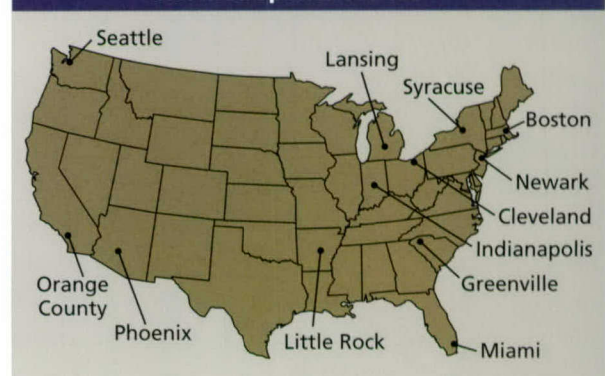 Seattle
Lansing
Syracuse
Boston
Newark
Cleveland
Indianapolis
Greenville
Orange
County
Phoenix
Little Rock
Miami